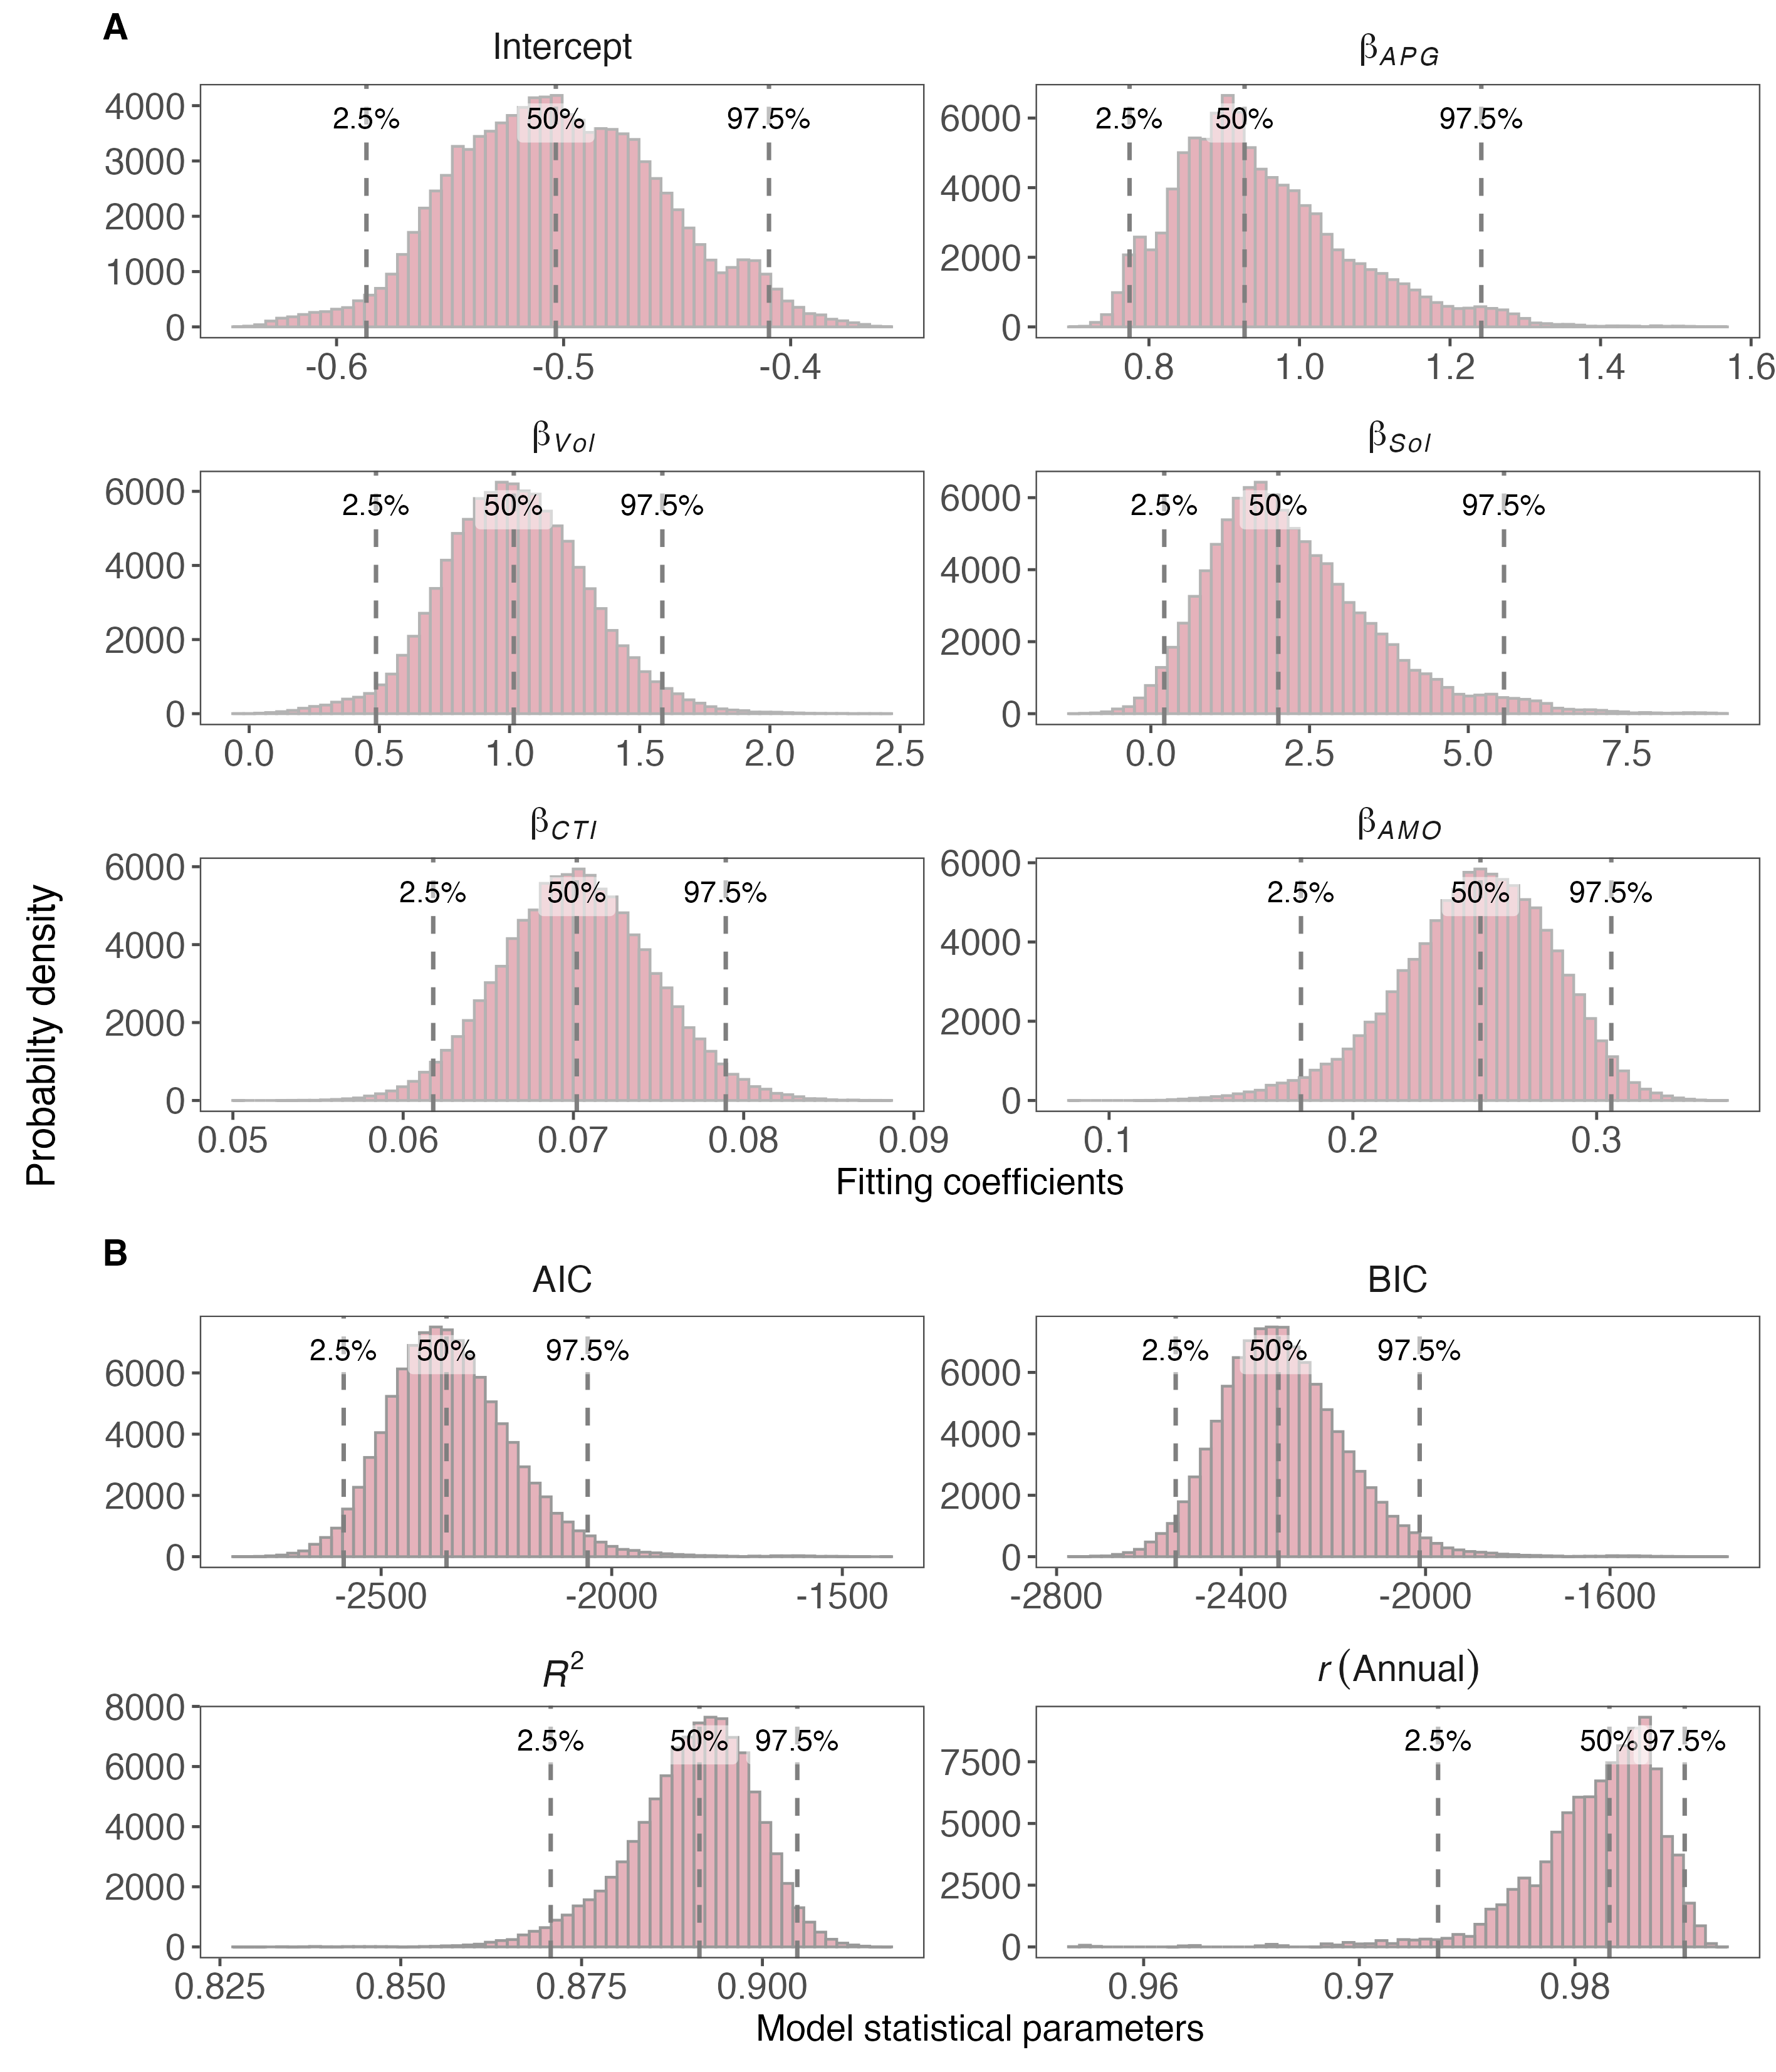 A
Intercept
βAPG
2.5% 50% 97.5%
2.5% 50% 97.5%
4000
3000
2000
1000
0
6000
4000
2000
0
-0.6 -0.5 -0.4
0.8 1.0 1.2 1.4 1.6
βVol
βSol
2.5% 50% 97.5%
2.5% 50% 97.5%
6000
4000
2000
0
6000
4000
2000
0
0.0 0.5 1.0 1.5 2.0 2.5
0.0 2.5 5.0 7.5
βCTI
βAMO
2.5% 50% 97.5%
2.5% 50% 97.5%
6000
4000
2000
0
6000
4000
2000
0
0.05 0.06 0.07 0.08 0.09
0.1 0.2 0.3
Probabilty density
Fitting coefficients
B
AIC
BIC
2.5% 50% 97.5%
2.5% 50% 97.5%
6000
4000
2000
0
6000
4000
2000
0
-2500 -2000 -1500
-2800 -2400 -2000 -1600
R²
r (Annual)
2.5% 50% 97.5%
2.5% 50% 97.5%
8000
6000
4000
2000
0
7500
5000
2500
0
0.825 0.850 0.875 0.900
0.96 0.97 0.98
Model statistical parameters